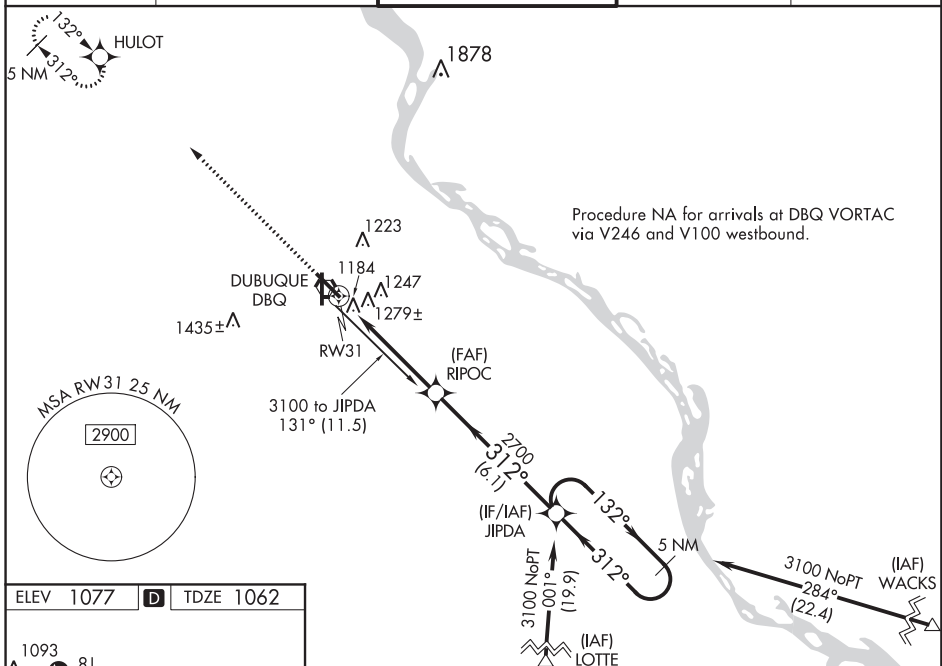 132°
HULOT
312°
5 NM
1878
Procedure NA for arrivals at DBQ VORTAC
via V246 and V100 westbound.
1223
1184
DUBUQUE
DBQ
1247
1279±
1435±
RW31
(FAF)
RIPOC
3100 to JIPDA
131° (11.5)
MSA RW31 25 NM
2900
2700
312°
(6.1)
(IF/IAF)
JIPDA
132°
312°
5 NM
3100 NoPT
001°
(19.9)
(IAF)
LOTTE
3100 NoPT
284°
(22.4)
(IAF)
WACKS
ELEV 1077 D TDZE 1062
1093